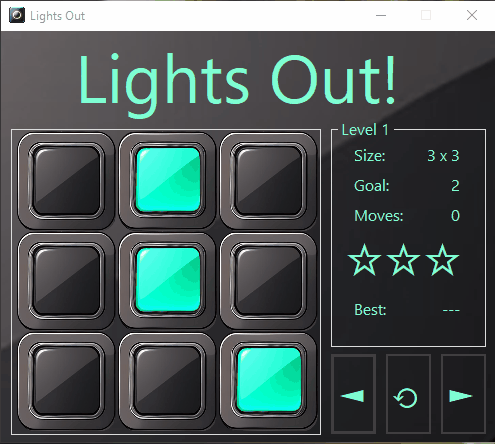 Lights Out
Lights Out!
Level 1
Size: 3 x 3
Goal: 2
Moves: 0
Best: ---